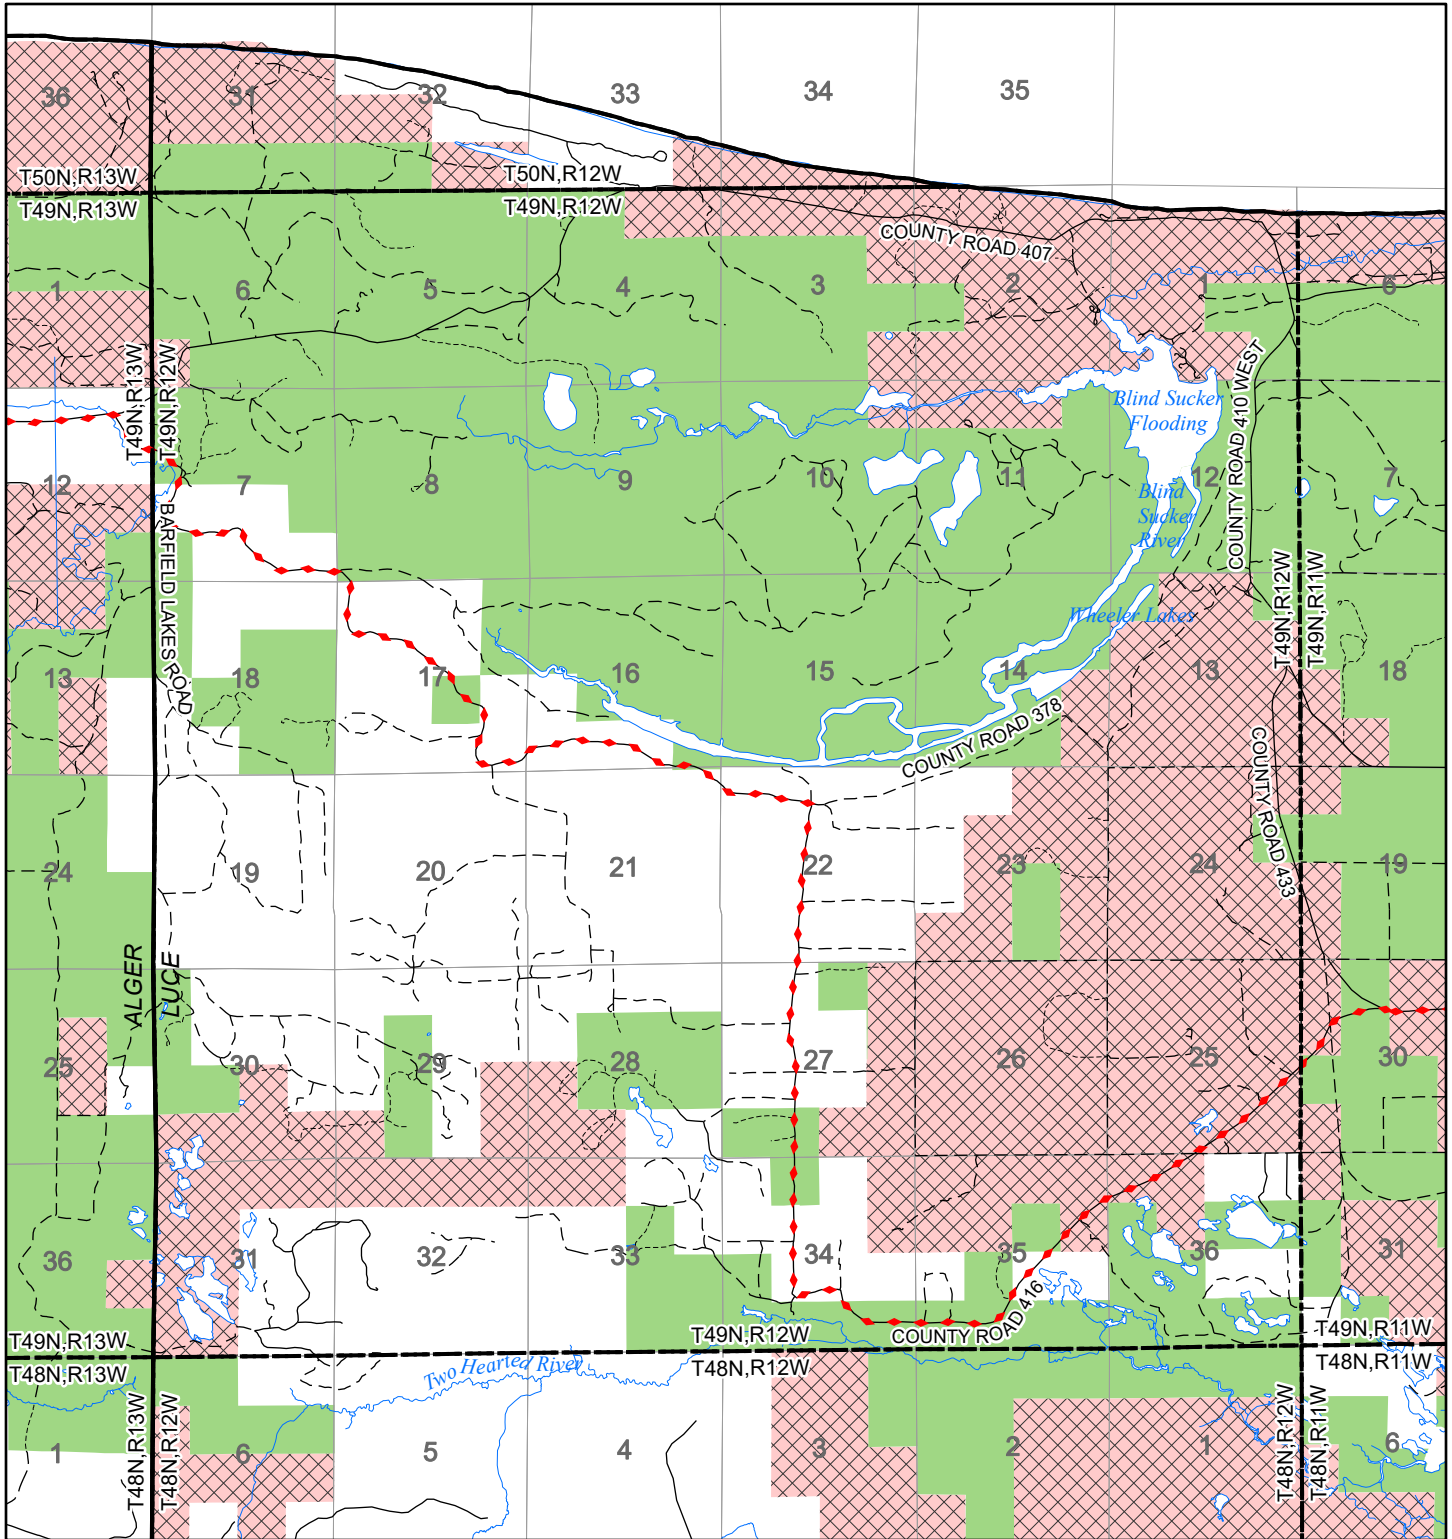 36
31
32
33
34
35
T50N,R13W
T50N,R12W
T49N,R13W
T49N,R12W
COUNTY ROAD 407
1
6
5
4
3
2
1
6
T49N,R13W
T49N,R12W
COUNTY ROAD 410 WEST
Blind Sucker
Flooding
12
7
8
9
10
11
12
7
Blind
Sucker
River
BARFIELD LAKES ROAD
T49N,R12W
T49N,R11W
Wheeler Lakes
13
18
17
16
15
14
13
18
COUNTY ROAD 378
COUNTY ROAD 433
24
19
20
21
22
23
24
19
ALGER
LUCE
25
30
29
28
27
26
25
30
36
31
32
33
34
35
36
31
COUNTY ROAD 416
T49N,R13W
T49N,R12W
T49N,R11W
T48N,R13W
Two Hearted River
T48N,R12W
T48N,R11W
T48N,R13W
T48N,R12W
T48N,R12W
T48N,R11W
1
6
5
4
3
2
1
6